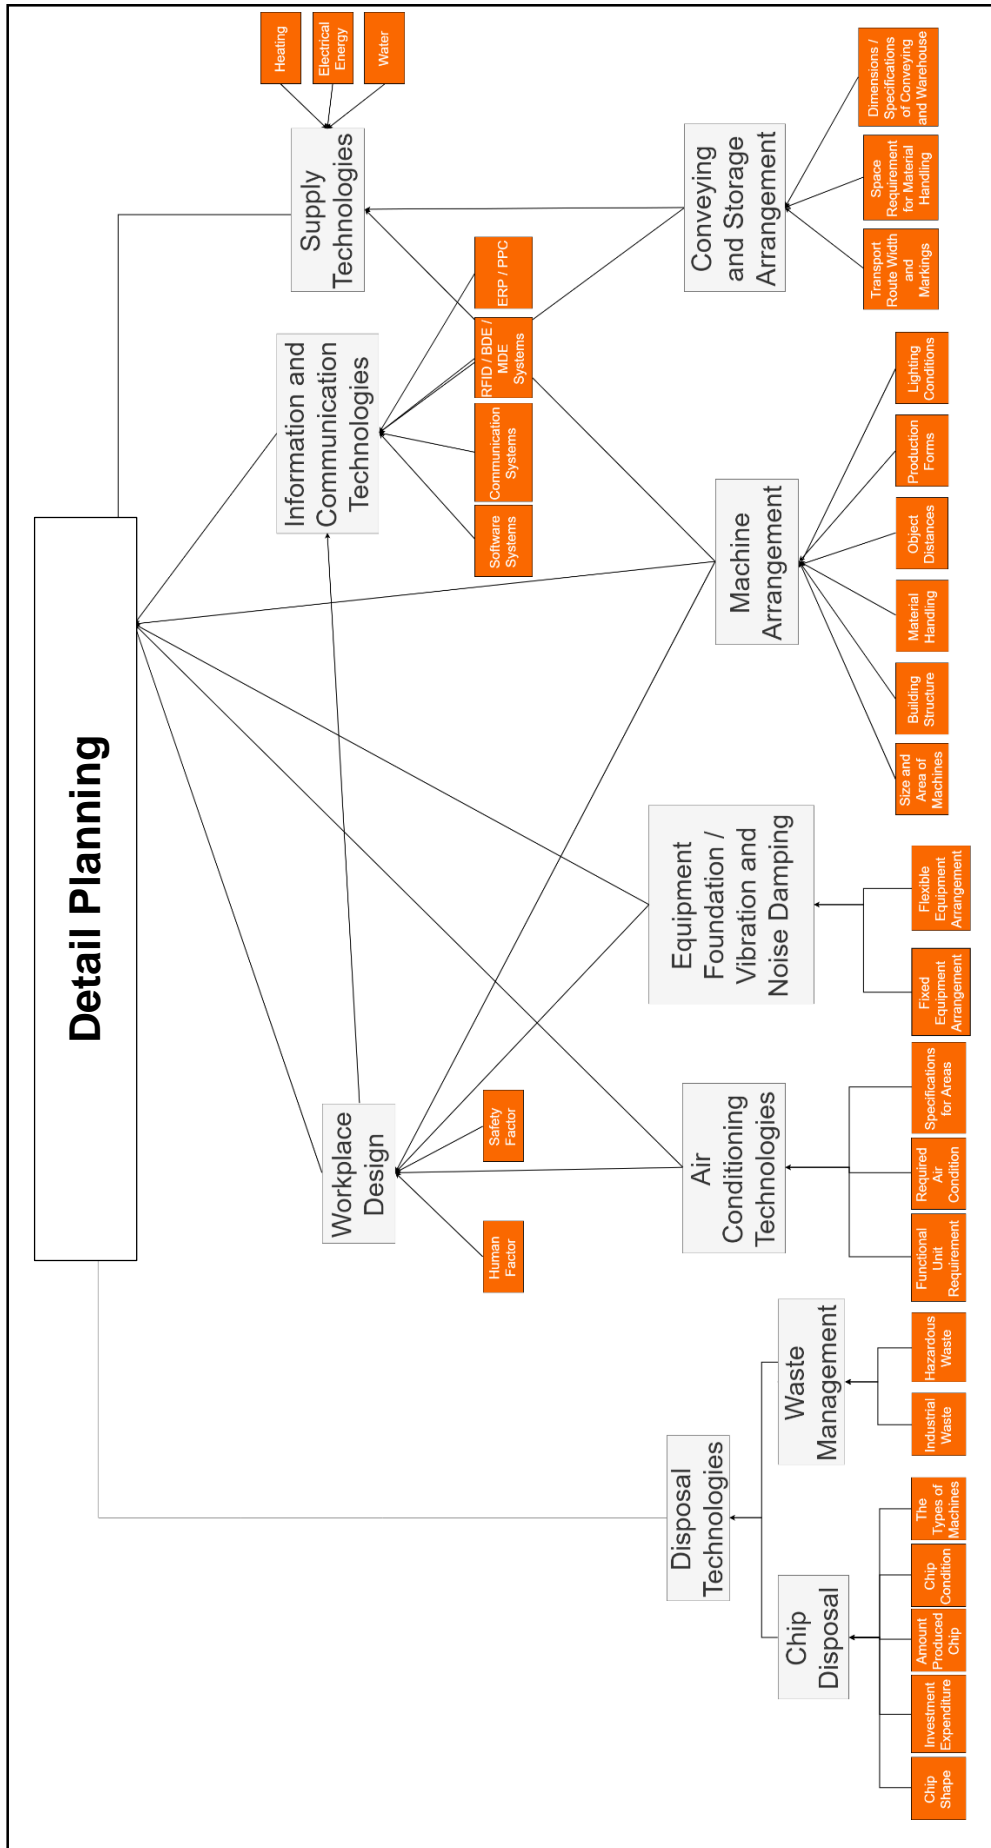 Detail Planning
Disposal
Technologies
Chip
Disposal
Chip
Shape
Investment
Expenditure
Amount
Produced
Chip
Chip
Condition
The
Types of
Machines
Waste
Management
Industrial
Waste
Hazardous
Waste
Workplace
Design
Human
Factor
Safety
Factor
Air
Conditioning
Technologies
Functional
Unit
Requirement
Required
Air
Condition
Specifications
for Areas
Equipment
Foundation /
Vibration and
Noise Damping
Fixed
Equipment
Arrangement
Flexible
Equipment
Arrangement
Information and
Communication
Technologies
Software
Systems
Communication
Systems
RFID / BDE /
MDE
Systems
ERP / PPC
Machine
Arrangement
Size and
Area of
Machines
Building
Structure
Material
Handling
Object
Distances
Production
Forms
Lighting
Conditions
Supply
Technologies
Heating
Electrical
Energy
Water
Conveying
and Storage
Arrangement
Transport
Route Width
and
Markings
Space
Requirement
for Material
Handling
Dimensions /
Specifications
of Conveying
and Warehouse